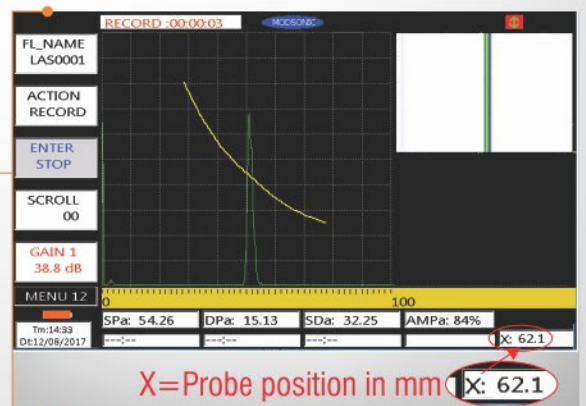 RECORD :00:00:03
MODSONIC
FL_NAME
LAS0001
ACTION
RECORD
ENTER
STOP
SCROLL
00
GAIN 1
38.8 dB
MENU 12
0 100
SPa: 54.26 DPa: 15.13 SDa: 32.25 AMPa: 84%
Tm:14:33
Dt:12/08/2017
---:-- ---:-- ---:-- X: 62.1
X=Probe position in mm X: 62.1